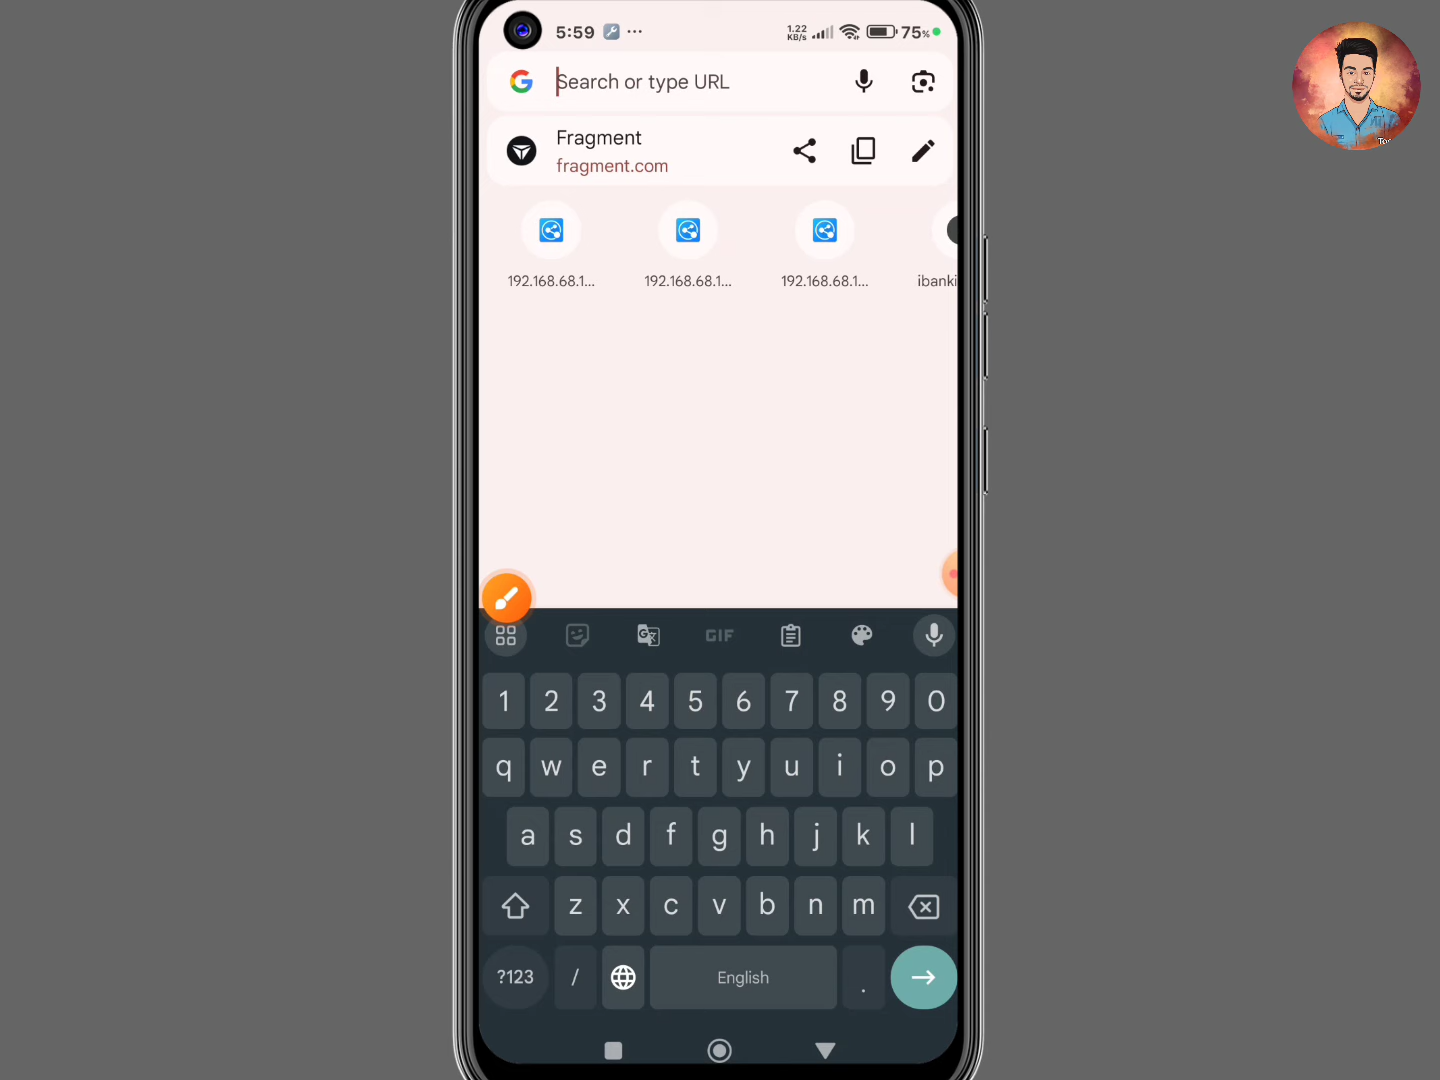 5:59
1.22
KB/s
75%
Search or type URL
Fragment
fragment.com
192.168.68.1...
192.168.68.1...
192.168.68.1...
ibanki
GIF
1 2 3 4 5 6 7 8 9 0
q w e r t y u i o p
a s d f g h j k l
z x c v b n m
?123 / English .